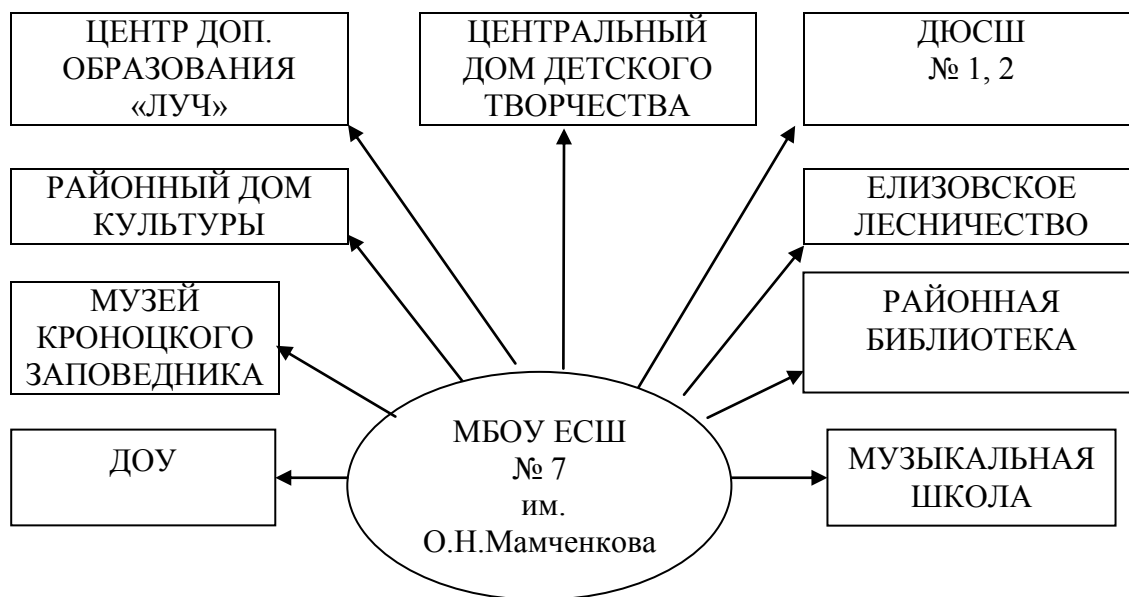 ЦЕНТР ДОП.
ОБРАЗОВАНИЯ
«ЛУЧ»
ЦЕНТРАЛЬНЫЙ
ДОМ ДЕТСКОГО
ТВОРЧЕСТВА
ДЮСШ
№ 1, 2
РАЙОННЫЙ ДОМ
КУЛЬТУРЫ
ЕЛИЗОВСКОЕ
ЛЕСНИЧЕСТВО
МУЗЕЙ
КРОНОЦКОГО
ЗАПОВЕДНИКА
РАЙОННАЯ
БИБЛИОТЕКА
ДОУ
МБОУ ЕСШ
№ 7
им.
О.Н.Мамченкова
МУЗЫКАЛЬНАЯ
ШКОЛА